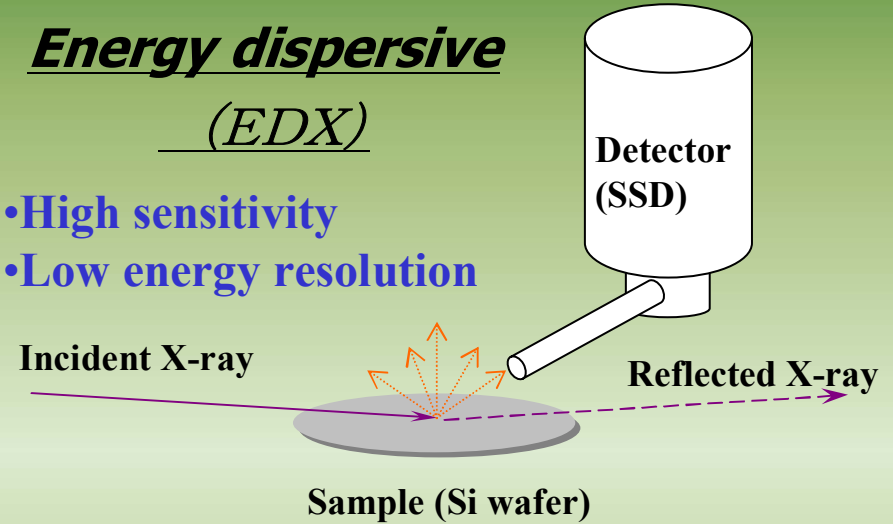 Energy dispersive
(EDX)
•High sensitivity
•Low energy resolution
Detector
(SSD)
Incident X-ray
Reflected X-ray
Sample (Si wafer)